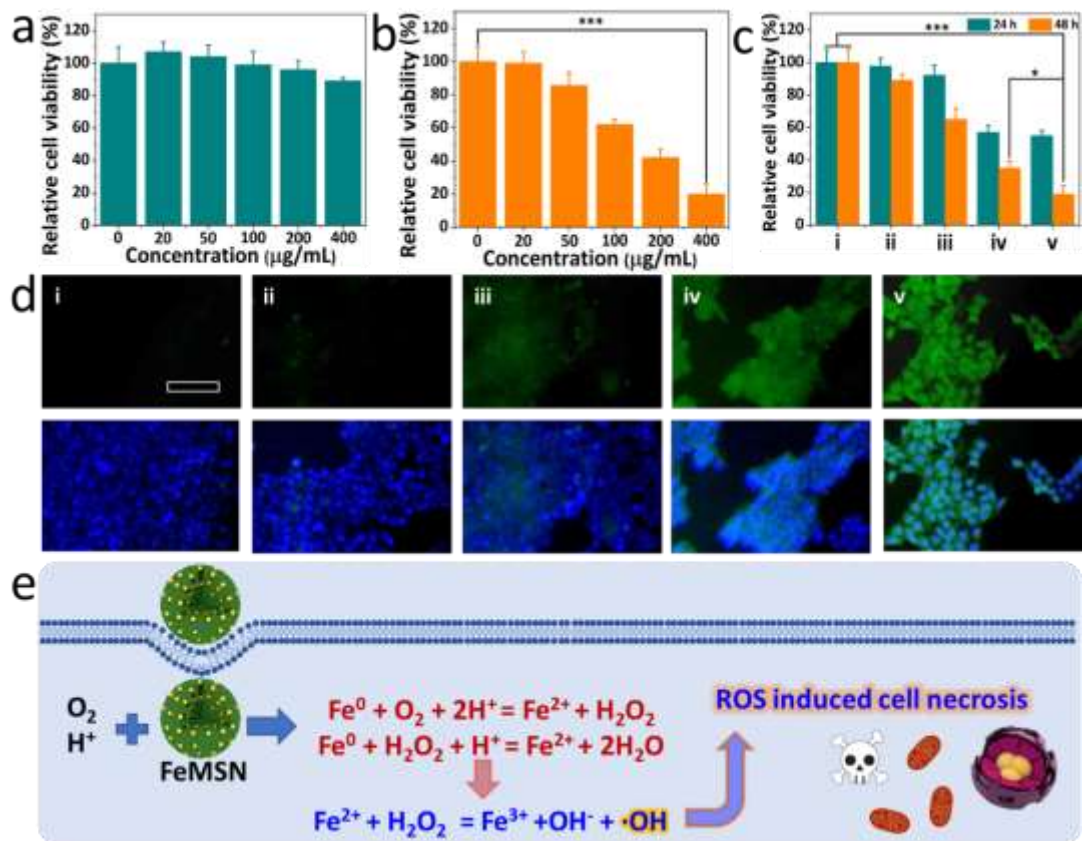 a
Relative cell viability (%)
120
100
80
60
40
20
0
0 20 50 100 200 400
Concentration (μg/mL)
b
***
Relative cell viability (%)
120
100
80
60
40
20
0
0 20 50 100 200 400
Concentration (μg/mL)
c
24 h 48 h
***
*
Relative cell viability (%)
120
100
80
60
40
20
0
i ii iii iv v
d
i ii iii iv v
e
O₂
H⁺
FeMSN
Fe⁰ + O₂ + 2H⁺ = Fe²⁺ + H₂O₂
Fe⁰ + H₂O₂ + H⁺ = Fe²⁺ + 2H₂O
Fe²⁺ + H₂O₂ = Fe³⁺ +OH⁻ + ·OH
ROS induced cell necrosis